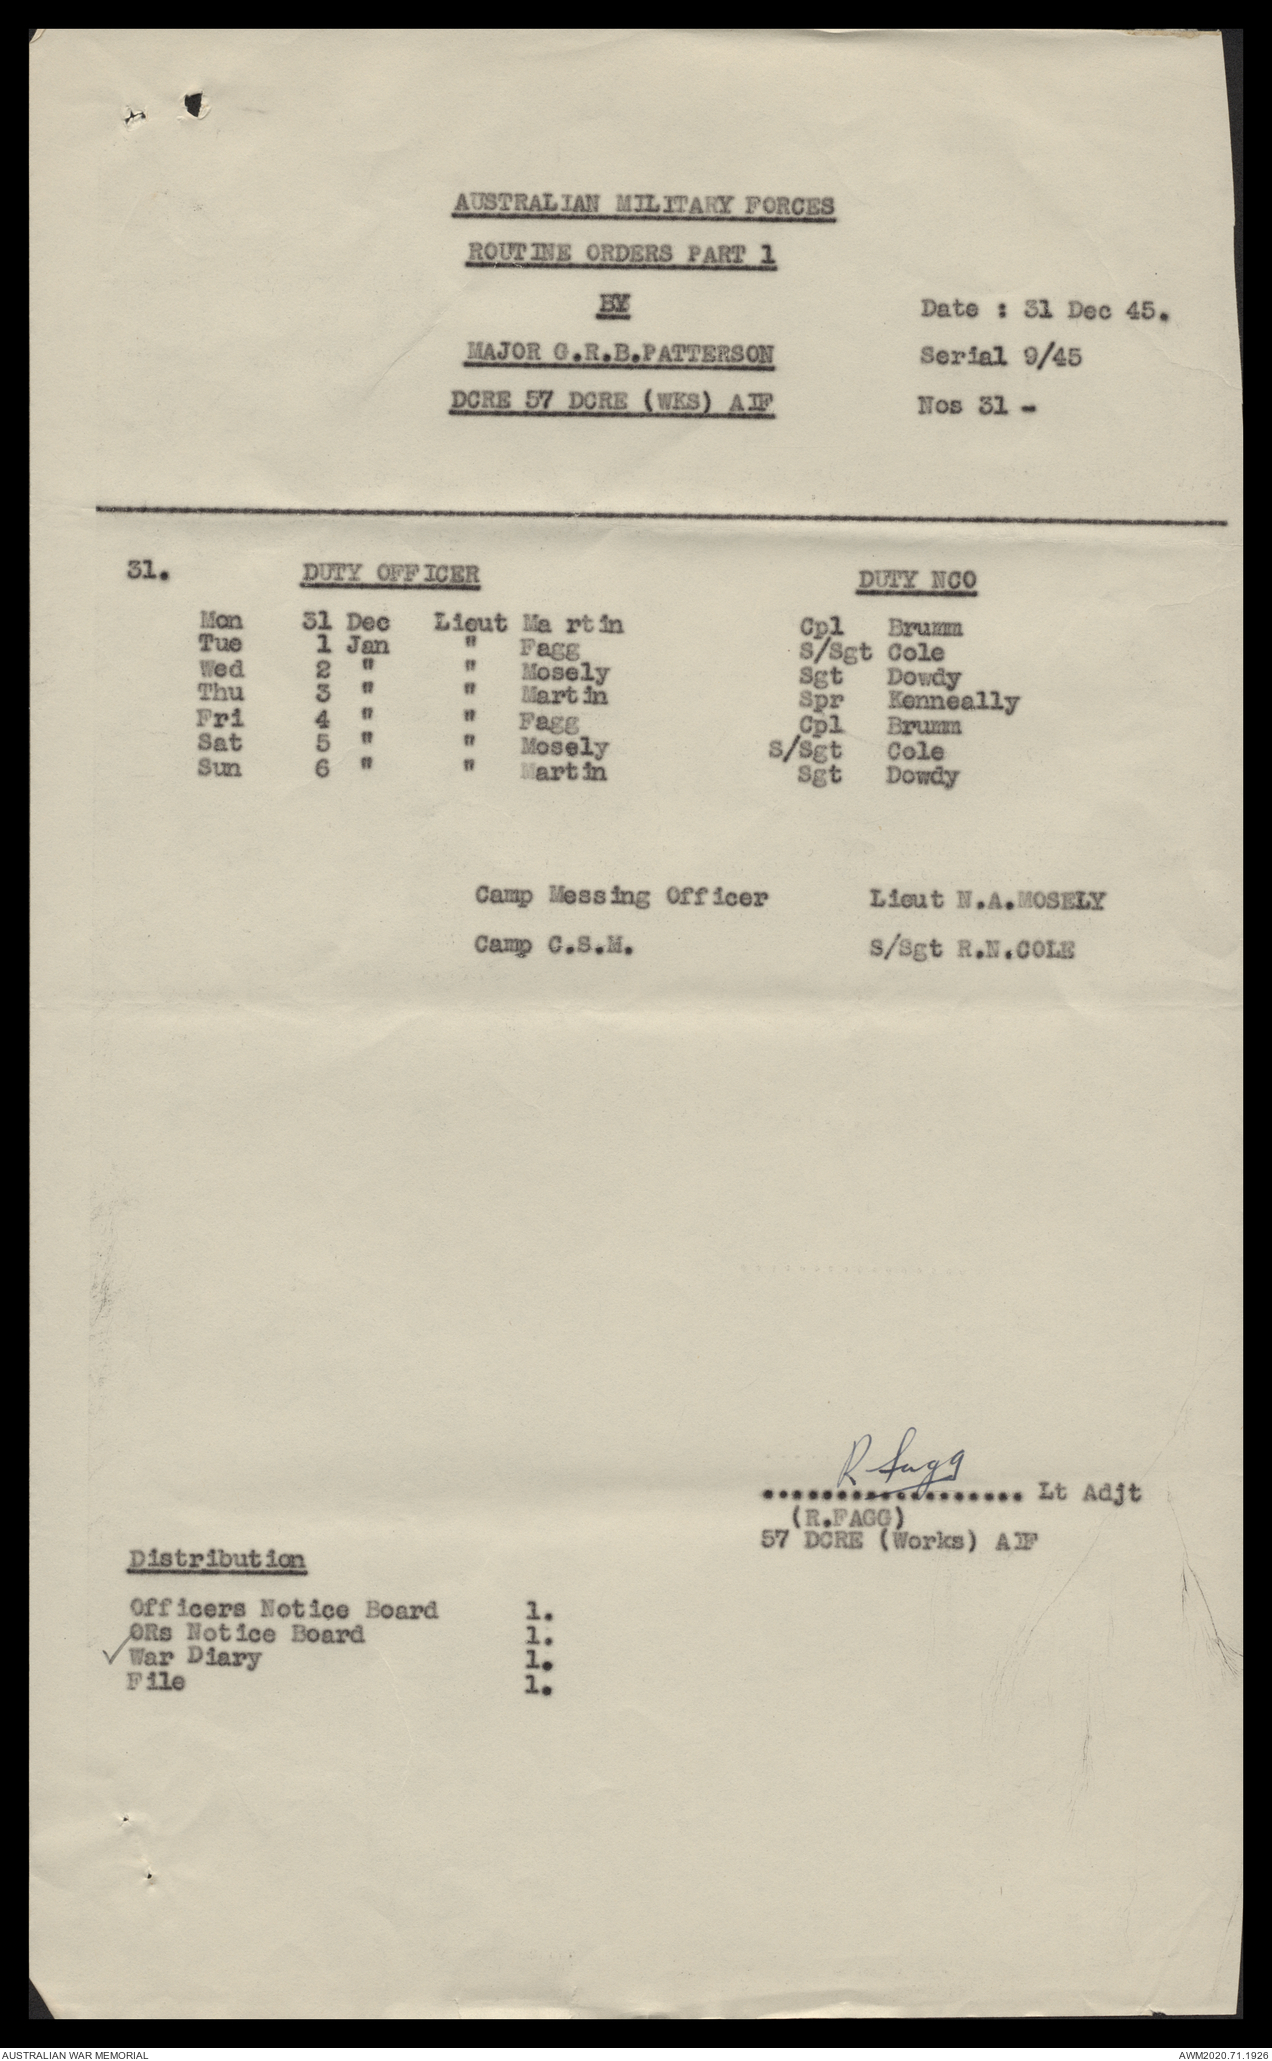 AUSTRALIAN MILITARY FORCES
ROUTINE ORDERS PART 1
BY
Date : 31 Dec 45.
MAJOR G.R.B.PATTERSON
Serial 9/45
DCRE 57 DCRE (WKS) AIF
Nos 31 -
31. DUTY OFFICER DUTY NCO
Mon 31 Dec Lieut Ma rtin Cpl Brumm
Tue 1 Jan " Fagg S/Sgt Cole
Wed 2 " " Mosely Sgt Dowdy
Thu 3 " " Martin Spr Kenneally
Fri 4 " " Fagg Cpl Brumm
Sat 5 " " Mosely S/Sgt Cole
Sun 6 " " Martin Sgt Dowdy
Camp Messing Officer Lieut N.A.MOSELY
Camp C.S.M. S/Sgt R.N.COLE
R Fagg
.................. Lt Adjt
(R.FAGG)
57 DCRE (Works) AIF
Distribution
Officers Notice Board 1.
ORs Notice Board 1.
✓ War Diary 1.
File 1.
AUSTRALIAN WAR MEMORIAL
AWM2020.71.1926